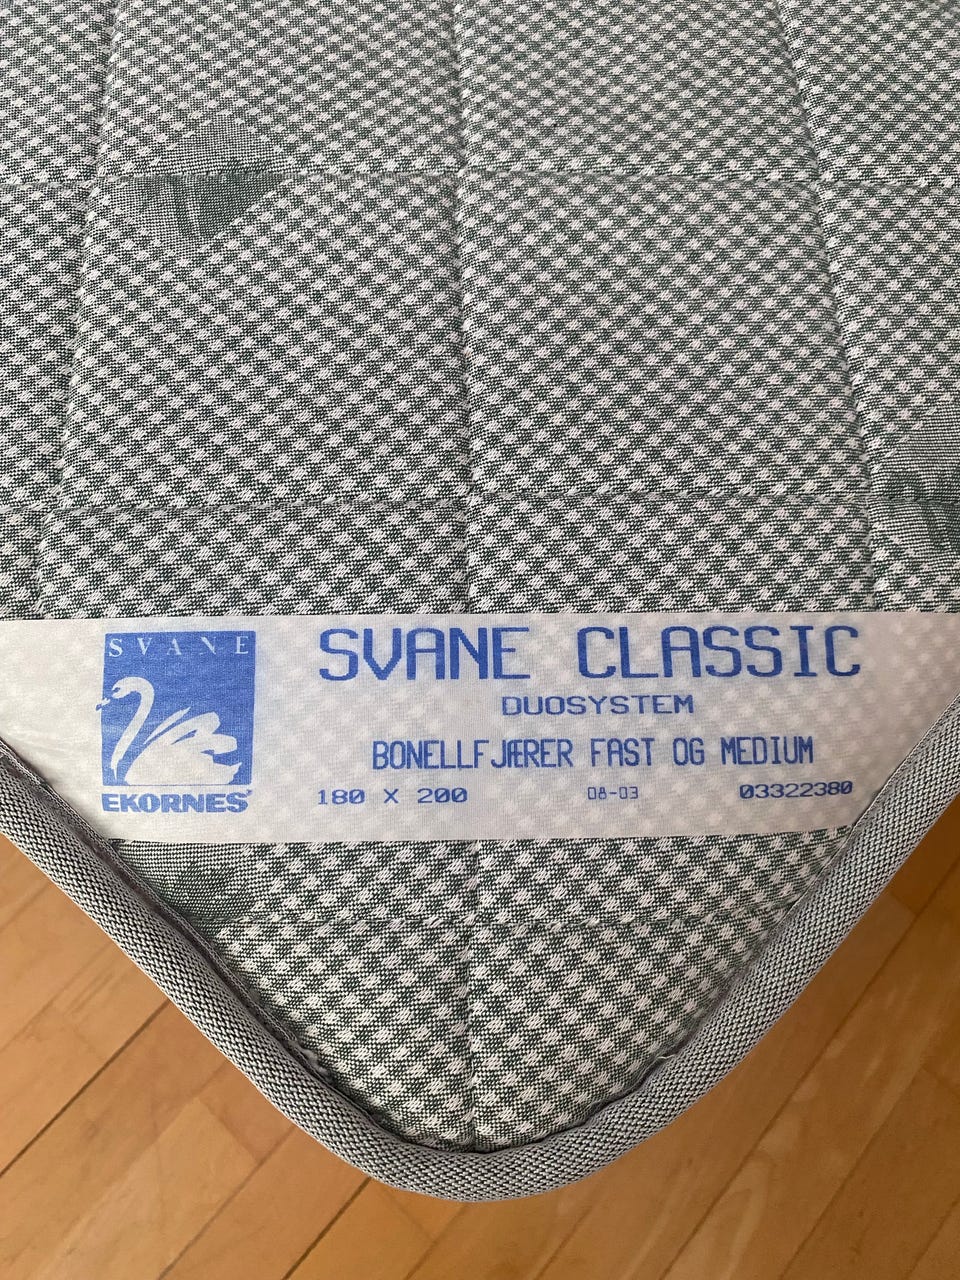 SVANE
EKORNES
SVANE CLASSIC
DUOSYSTEM
BONELLFJÆRER FAST OG MEDIUM
180 X 200 08-03 03322380